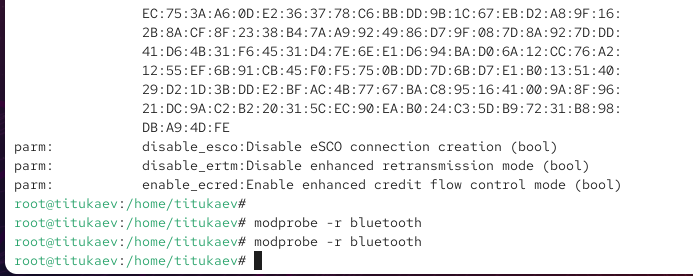 EC:75:3A:A6:0D:E2:36:37:78:C6:BB:DD:9B:1C:67:EB:D2:A8:9F:16:
2B:8A:CF:8F:23:38:B4:7A:A9:92:49:86:D7:9F:08:7D:8A:92:7D:DD:
41:D6:4B:31:F6:45:31:D4:7E:6E:E1:D6:94:BA:D0:6A:12:CC:76:A2:
12:55:EF:6B:91:CB:45:F0:F5:75:0B:DD:7D:6B:D7:E1:B0:13:51:40:
29:D2:1D:3B:DD:E2:BF:AC:4B:77:67:BA:C8:95:16:41:00:9A:8F:96:
21:DC:9A:C2:B2:20:31:5C:EC:90:EA:B0:24:C3:5D:B9:72:31:B8:98:
DB:A9:4D:FE
parm: disable_esco:Disable eSCO connection creation (bool)
parm: disable_ertm:Disable enhanced retransmission mode (bool)
parm: enable_ecred:Enable enhanced credit flow control mode (bool)
root@titukaev:/home/titukaev#
root@titukaev:/home/titukaev# modprobe -r bluetooth
root@titukaev:/home/titukaev# modprobe -r bluetooth
root@titukaev:/home/titukaev#